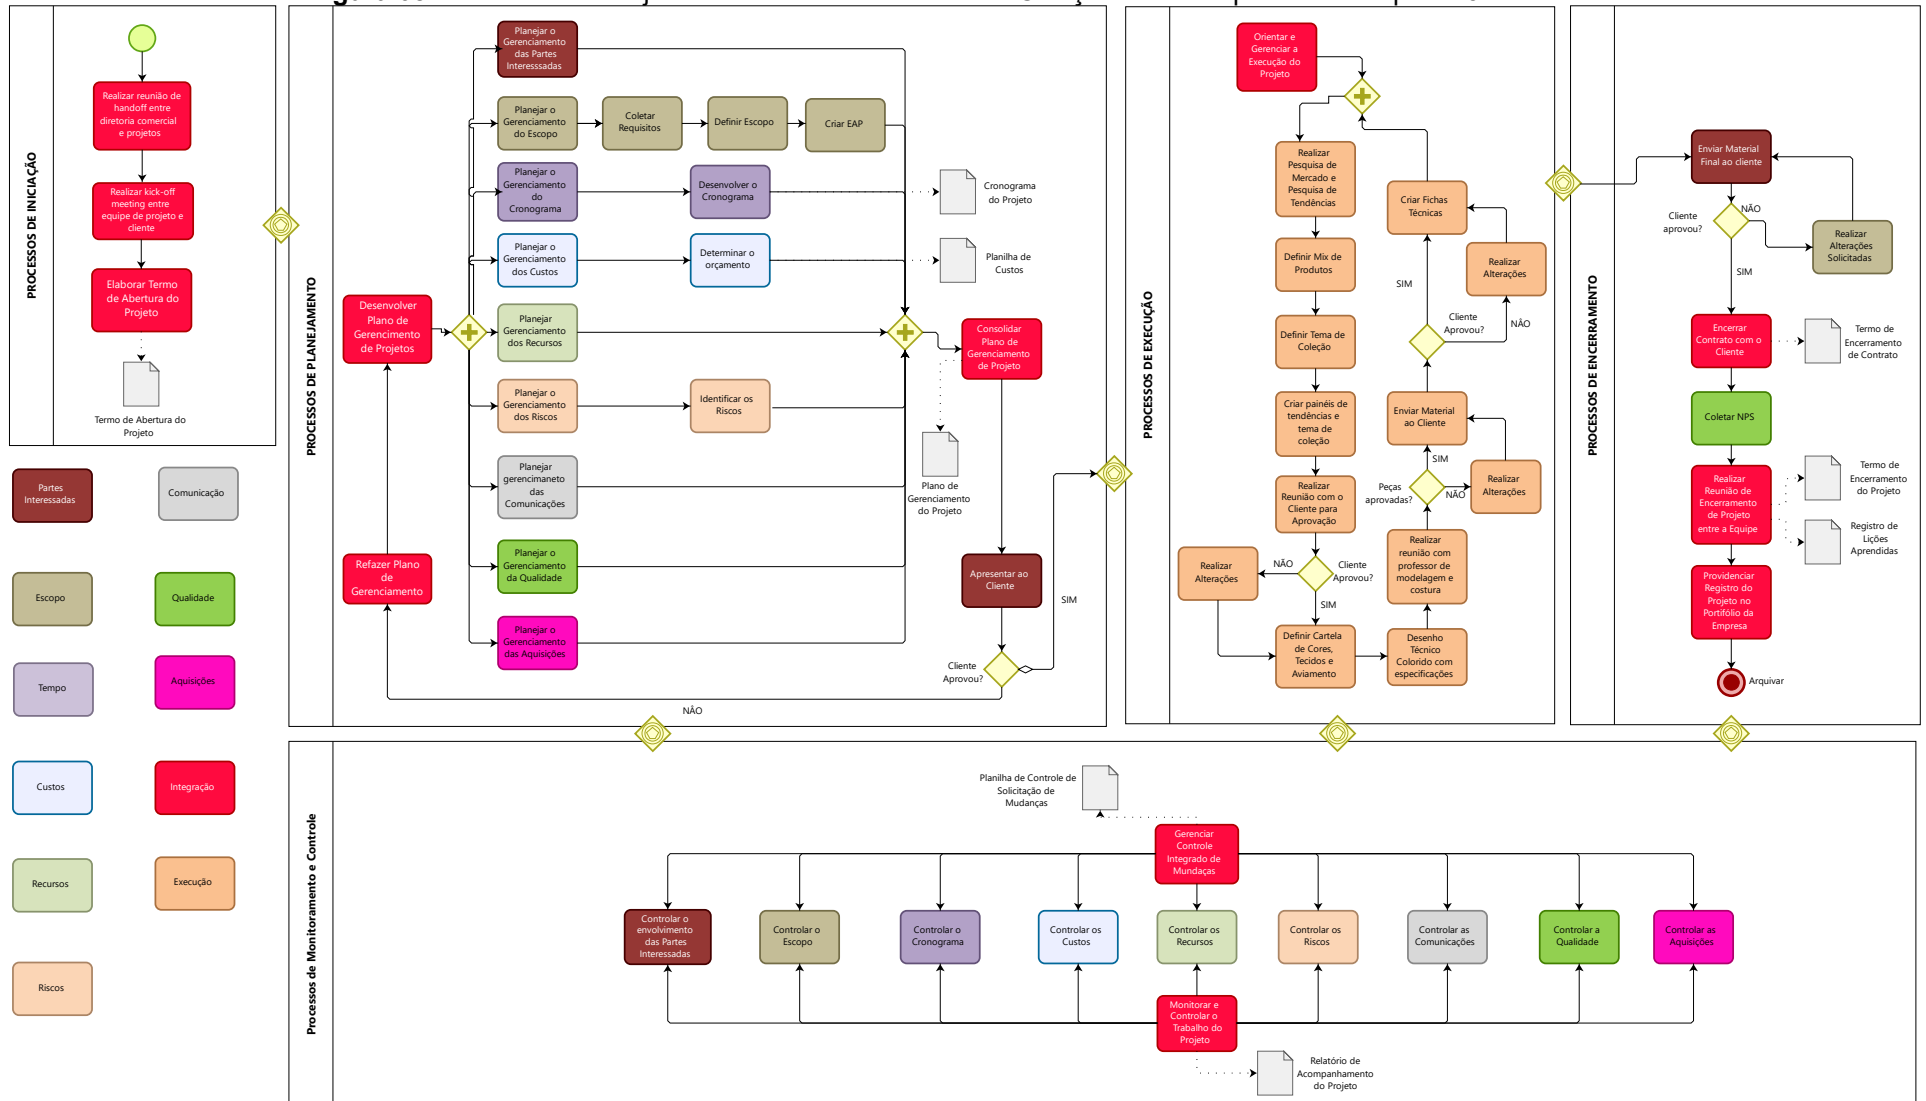 PROCESSOS DE INICIAÇÃO
Realizar reunião de
handoff entre
diretoria comercial
e projetos
Realizar kick-off
meeting entre
equipe de projeto e
cliente
Elaborar Termo
de Abertura do
Projeto
Termo de Abertura do
Projeto
Partes
Interessadas
Comunicação
Escopo
Qualidade
Tempo
Aquisições
Custos
Integração
Recursos
Execução
Riscos
PROCESSOS DE PLANEJAMENTO
Desenvolver
Plano de
Gerencimento
de Projetos
Refazer Plano
de
Gerenciamento
Planejar o
Gerenciamento
das Partes
Interesssadas
Planejar o
Gerenciamento
do Escopo
Coletar
Requisitos
Definir Escopo
Criar EAP
Planejar o
Gerenciamento
do
Cronograma
Desenvolver o
Cronograma
Cronograma
do Projeto
Planejar o
Gerenciamento
dos Custos
Determinar o
orçamento
Planilha de
Custos
Planejar
Gerenciamento
dos Recursos
Planejar o
Gerenciamento
dos Riscos
Identificar os
Riscos
Planejar
gerencimaneto
das
Comunicações
Planejar o
Gerenciamento
da Qualidade
Planejar o
Gerenciamento
das Aquisições
Consolidar
Plano de
Gerenciamento
de Projeto
Plano de
Gerenciamento
do Projeto
Apresentar ao
Cliente
SIM
Cliente
Aprovou?
NÃO
PROCESSOS DE EXECUÇÃO
Orientar e
Gerenciar a
Execução do
Projeto
Realizar
Pesquisa de
Mercado e
Pesquisa de
Tendências
Definir Mix de
Produtos
Definir Tema de
Coleção
Criar painéis de
tendências e
tema de
coleção
Realizar
Reunião com o
Cliente para
Aprovação
Cliente
Aprovou?
NÃO
Realizar
Alterações
SIM
Definir Cartela
de Cores,
Tecidos e
Aviamento
Desenho
Técnico
Colorido com
especificações
Realizar
reunião com
professor de
modelagem e
costura
Peças
aprovadas?
NÃO
Realizar
Alterações
SIM
Enviar Material
ao Cliente
Cliente
Aprovou?
NÃO
Realizar
Alterações
SIM
Criar Fichas
Técnicas
PROCESSOS DE ENCERRAMENTO
Enviar Material
Final ao cliente
Cliente
aprovou?
NÃO
Realizar
Alterações
Solicitadas
SIM
Encerrar
Contrato com o
Cliente
Termo de
Encerramento
de Contrato
Coletar NPS
Realizar
Reunião de
Encerramento
de Projeto
entre a Equipe
Termo de
Encerramento
do Projeto
Registro de
Lições
Aprendidas
Providenciar
Registro do
Projeto no
Portifólio da
Empresa
Arquivar
Processos de Monitoramento e Controle
Planilha de Controle de
Solicitação de
Mudanças
Gerenciar
Controle
Integrado de
Mundaças
Controlar o
envolvimento
das Partes
Interessadas
Controlar o
Escopo
Controlar o
Cronograma
Controlar os
Custos
Controlar os
Recursos
Controlar os
Riscos
Controlar as
Comunicações
Controlar a
Qualidade
Controlar as
Aquisições
Monitorar e
Controlar o
Trabalho do
Projeto
Relatório de
Acompanhamento
do Projeto